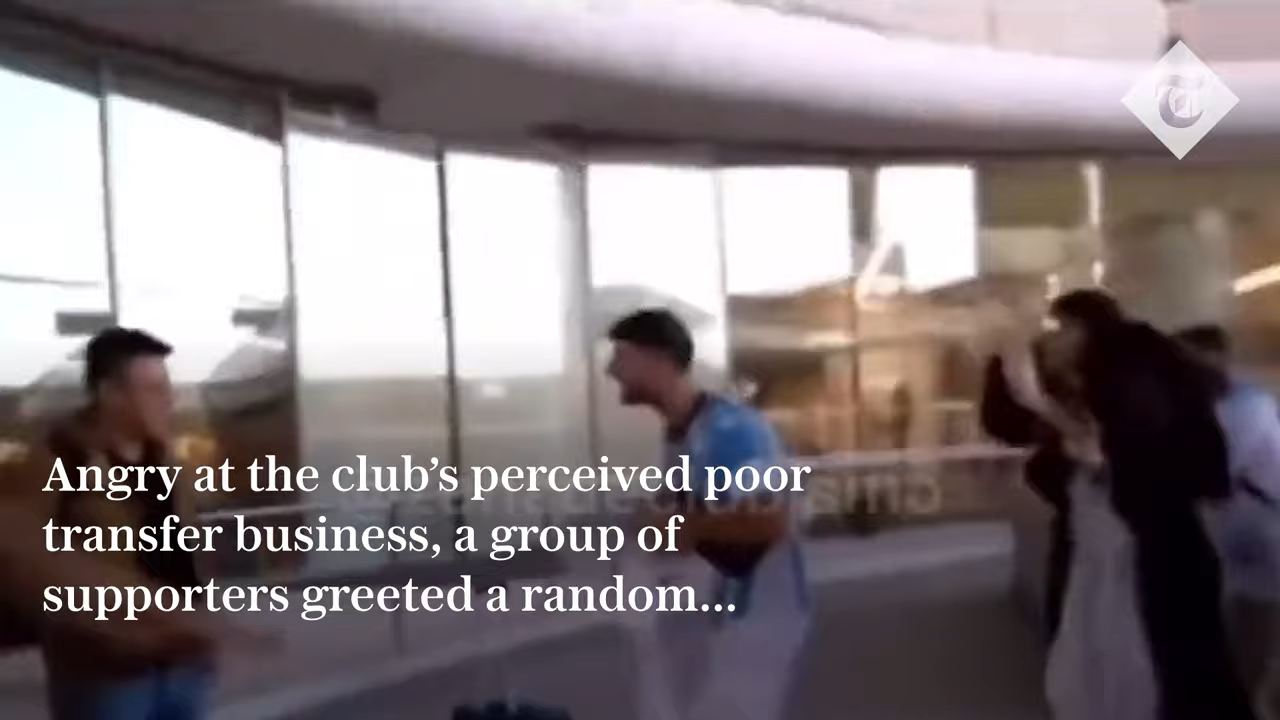 Angry at the club’s perceived poor
transfer business, a group of
supporters greeted a random...